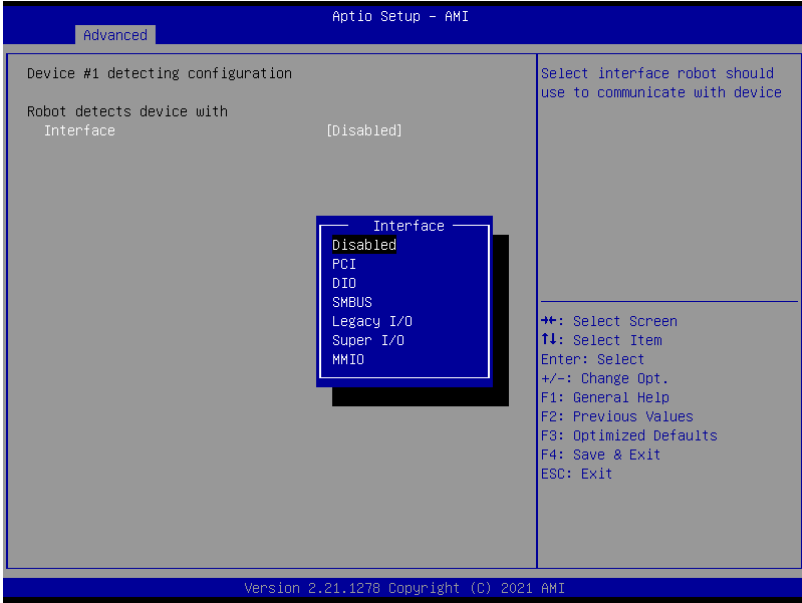 Aptio Setup – AMI
Advanced
Device #1 detecting configuration
Robot detects device with
Interface [Disabled]
Select interface robot should
use to communicate with device
Interface
Disabled
PCI
DIO
SMBUS
Legacy I/O
Super I/O
MMIO
→←: Select Screen
↑↓: Select Item
Enter: Select
+/-: Change Opt.
F1: General Help
F2: Previous Values
F3: Optimized Defaults
F4: Save & Exit
ESC: Exit
Version 2.21.1278 Copyright (C) 2021 AMI